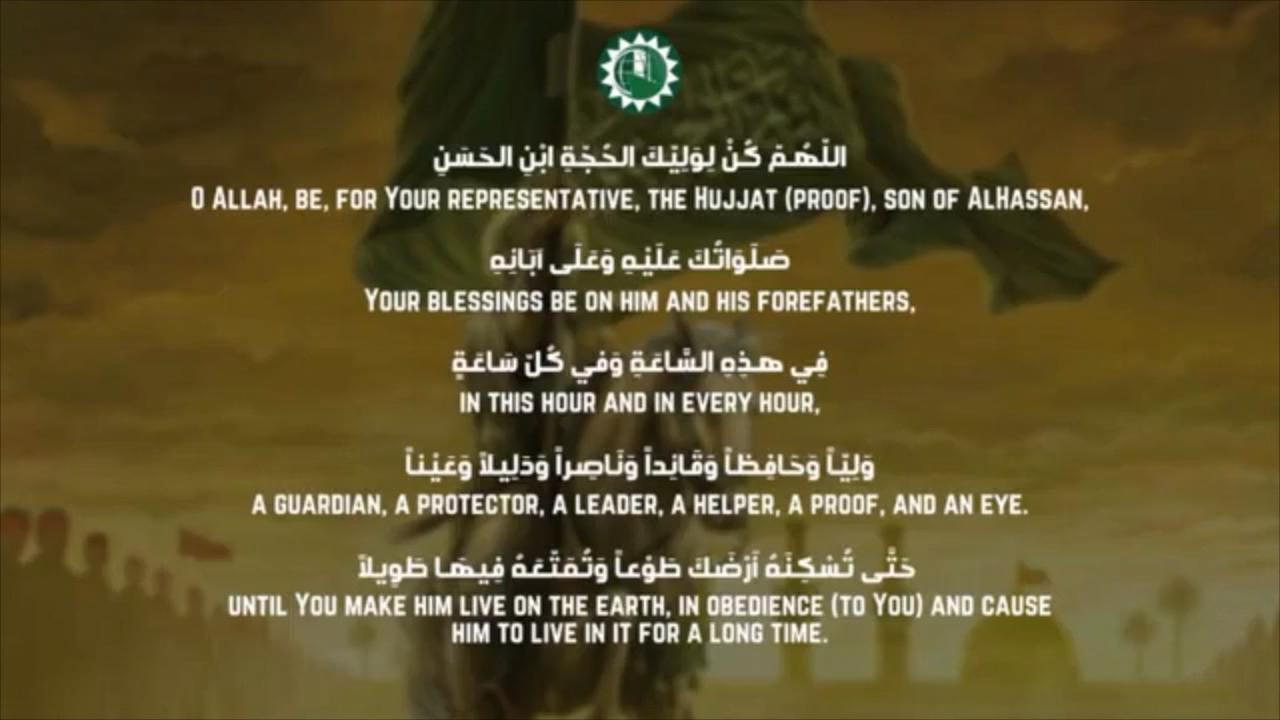 اللّهُمَّ كُنْ لِوَلِيِّكَ الحُجَّةِ ابْنِ الحَسَنِ
O ALLAH, BE, FOR YOUR REPRESENTATIVE, THE HUJJAT (PROOF), SON OF ALHASSAN,
صَلَوَاتُكَ عَلَيْهِ وَعَلَى آبَائِهِ
YOUR BLESSINGS BE ON HIM AND HIS FOREFATHERS,
فِي هذِهِ السَّاعَةِ وَفي كُلّ سَاعَةٍ
IN THIS HOUR AND IN EVERY HOUR,
وَلِيّاً وَحَافِظاً وَقَائِداً وَنَاصِراً وَدَلِيلاً وَعَيْناً
A GUARDIAN, A PROTECTOR, A LEADER, A HELPER, A PROOF, AND AN EYE.
حَتَّى تُسْكِنَهُ أَرْضَكَ طَوْعاً وَتُمَتِّعَهُ فِيهَا طَوِيلاً
UNTIL YOU MAKE HIM LIVE ON THE EARTH, IN OBEDIENCE (TO YOU) AND CAUSE
HIM TO LIVE IN IT FOR A LONG TIME.